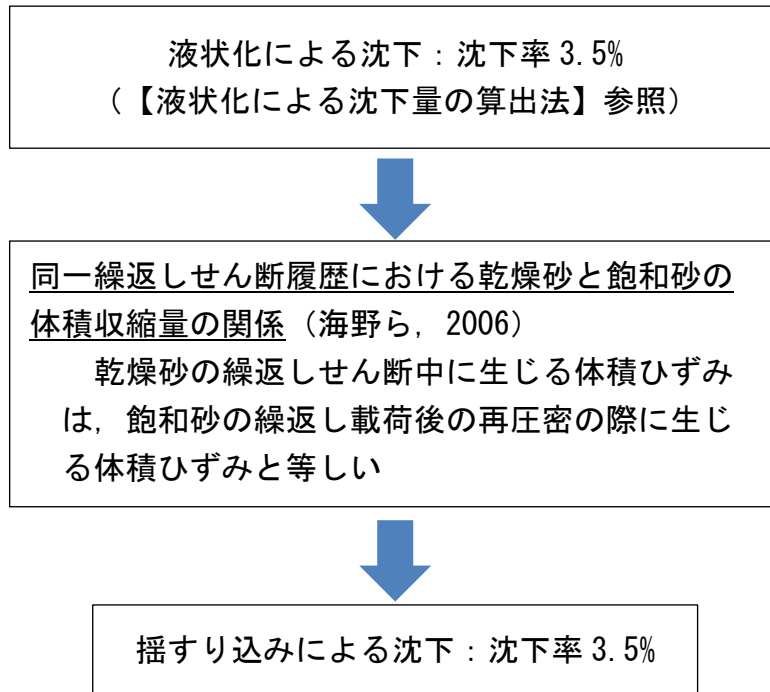 液状化による沈下：沈下率 3.5%
（【液状化による沈下量の算出法】参照）
同一繰返しせん断履歴における乾燥砂と飽和砂の
体積収縮量の関係（海野ら，2006）
乾燥砂の繰返しせん断中に生じる体積ひずみ
は，飽和砂の繰返し載荷後の再圧密の際に生じ
る体積ひずみと等しい
揺すり込みによる沈下：沈下率 3.5%